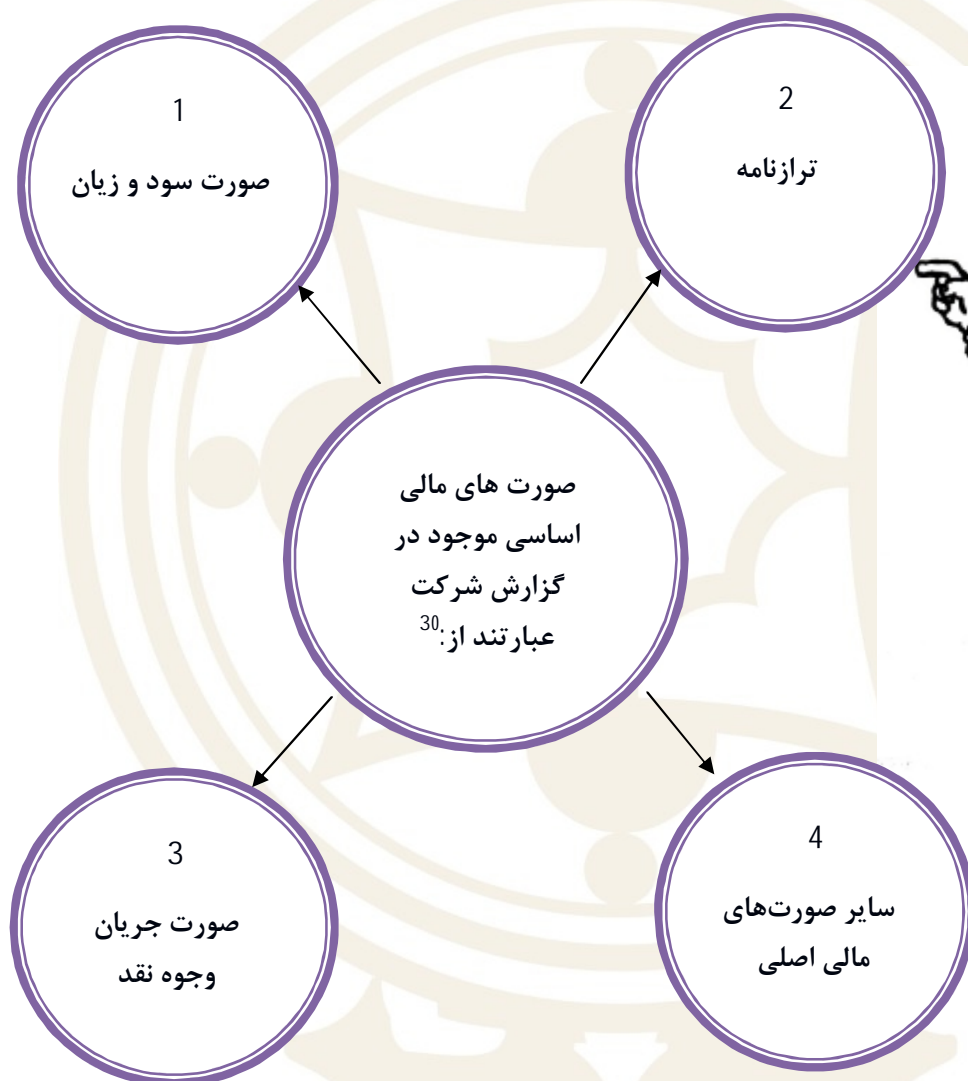 1
صورت سود و زیان
2
ترازنامه
صورت های مالی
اساسی موجود در
گزارش شرکت
عبارتند از:30
3
صورت جریان
وجوه نقد
4
سایر صورت‌های
مالی اصلی